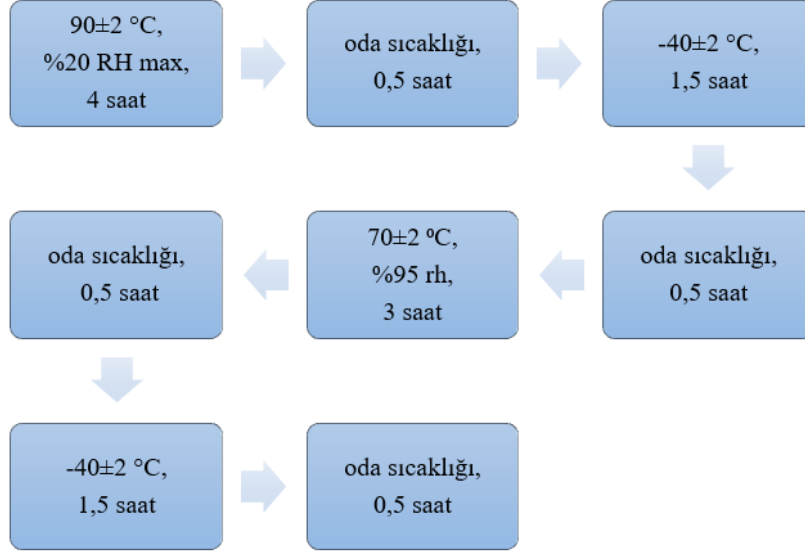 90±2 °C,
%20 RH max,
4 saat
oda sıcaklığı,
0,5 saat
-40±2 °C,
1,5 saat
oda sıcaklığı,
0,5 saat
70±2 ⁰C,
%95 rh,
3 saat
oda sıcaklığı,
0,5 saat
-40±2 °C,
1,5 saat
oda sıcaklığı,
0,5 saat